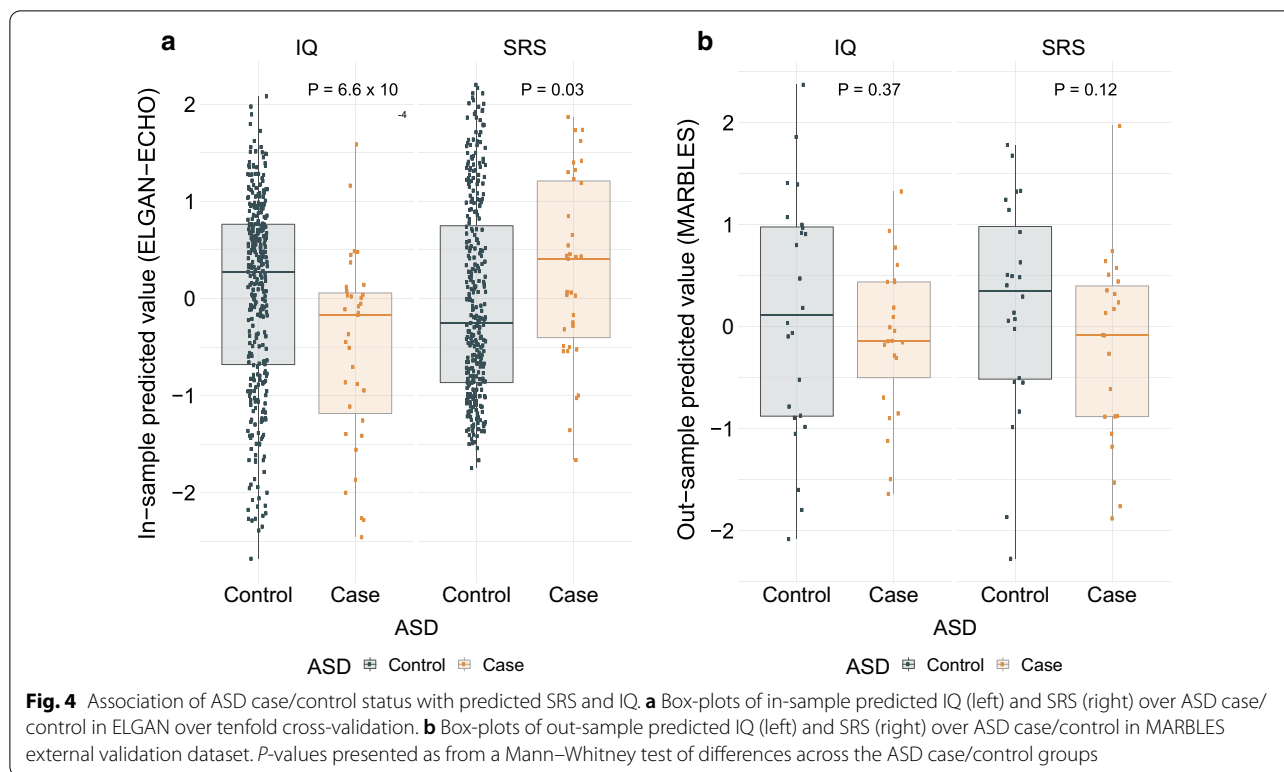 a
IQ SRS
P = 6.6 x 10
-4
P = 0.03
In−sample predicted value (ELGAN−ECHO)
2
1
0
−1
−2
Control Case Control Case
ASD
ASD Control Case
b
IQ SRS
P = 0.37 P = 0.12
Out−sample predicted value (MARBLES)
2
1
0
−1
−2
Control Case Control Case
ASD
ASD Control Case
Fig. 4 Association of ASD case/control status with predicted SRS and IQ. a Box-plots of in-sample predicted IQ (left) and SRS (right) over ASD case/
control in ELGAN over tenfold cross-validation. b Box-plots of out-sample predicted IQ (left) and SRS (right) over ASD case/control in MARBLES
external validation dataset. P-values presented as from a Mann–Whitney test of differences across the ASD case/control groups